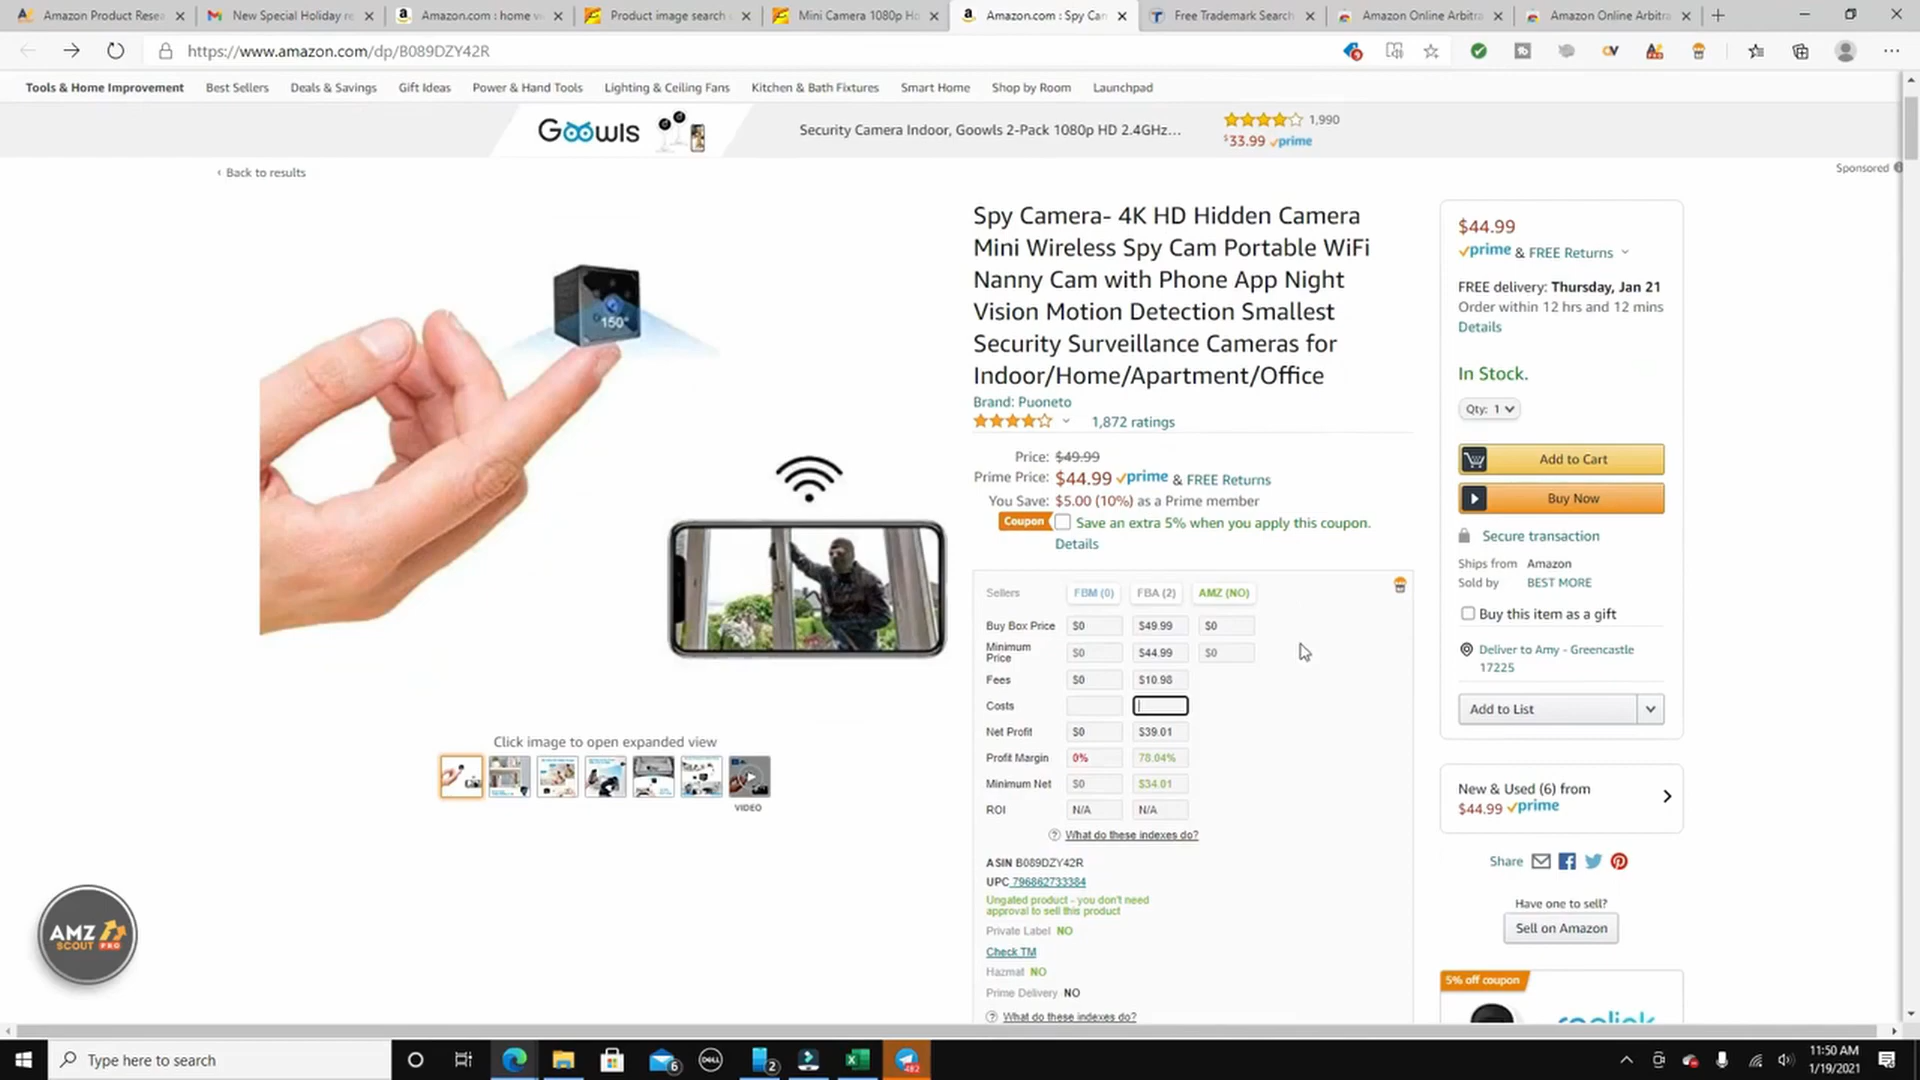 Amazon Product Resea
New Special Holiday re
Amazon.com : home w
Product image search
Mini Camera 1080p Ho
Amazon.com : Spy Car
Free Trademark Search
Amazon Online Arbitra
Amazon Online Arbitra
https://www.amazon.com/dp/B089DZY42R
Tools & Home Improvement
Best Sellers
Deals & Savings
Gift Ideas
Power & Hand Tools
Lighting & Ceiling Fans
Kitchen & Bath Fixtures
Smart Home
Shop by Room
Launchpad
Goowls
Security Camera Indoor, Goowls 2-Pack 1080p HD 2.4GHz...
1,990
$33.99 prime
Sponsored
‹ Back to results
150°
Click image to open expanded view
VIDEO
AMZ
SCOUT PRO
Spy Camera- 4K HD Hidden Camera
Mini Wireless Spy Cam Portable WiFi
Nanny Cam with Phone App Night
Vision Motion Detection Smallest
Security Surveillance Cameras for
Indoor/Home/Apartment/Office
Brand: Puoneto
1,872 ratings
Price: $49.99
Prime Price: $44.99 prime & FREE Returns
You Save: $5.00 (10%) as a Prime member
Coupon Save an extra 5% when you apply this coupon.
Details
Sellers FBM (0) FBA (2) AMZ (NO)
Buy Box Price $0 $49.99 $0
Minimum
Price $0 $44.99 $0
Fees $0 $10.98
Costs
Net Profit $0 $39.01
Profit Margin 0% 78.04%
Minimum Net $0 $34.01
ROI N/A N/A
? What do these indexes do?
ASIN B089DZY42R
UPC 796862733384
Ungated product - you don't need
approval to sell this product
Private Label NO
Check TM
Hazmat NO
Prime Delivery NO
? What do these indexes do?
$44.99
prime & FREE Returns
FREE delivery: Thursday, Jan 21
Order within 12 hrs and 12 mins
Details
In Stock.
Qty: 1
Add to Cart
Buy Now
Secure transaction
Ships from Amazon
Sold by BEST MORE
Buy this item as a gift
Deliver to Amy - Greencastle
17225
Add to List
New & Used (6) from
$44.99 prime
Share
Have one to sell?
Sell on Amazon
5% off coupon
Type here to search
DELL
2
6
482
11:50 AM
1/19/2021